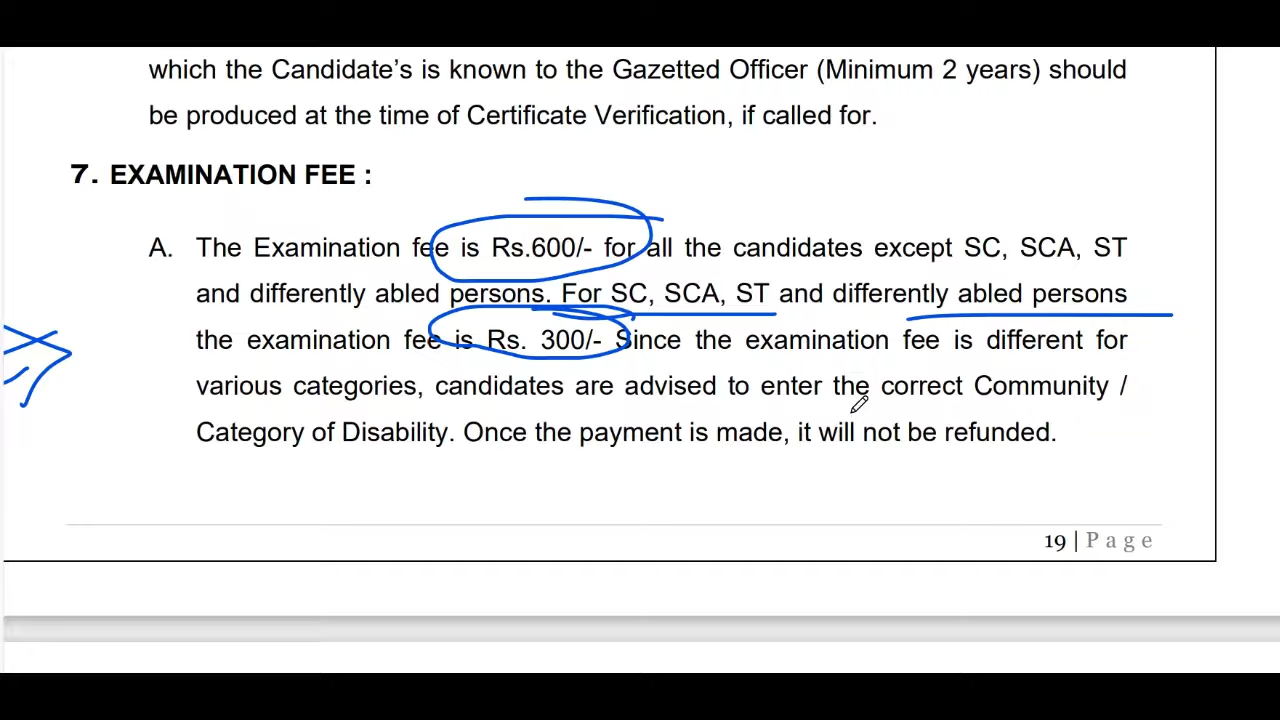 which the Candidate’s is known to the Gazetted Officer (Minimum 2 years) should
be produced at the time of Certificate Verification, if called for.
7. EXAMINATION FEE :
A. The Examination fee is Rs.600/- for all the candidates except SC, SCA, ST
and differently abled persons. For SC, SCA, ST and differently abled persons
the examination fee is Rs. 300/- Since the examination fee is different for
various categories, candidates are advised to enter the correct Community /
Category of Disability. Once the payment is made, it will not be refunded.
19 | Page